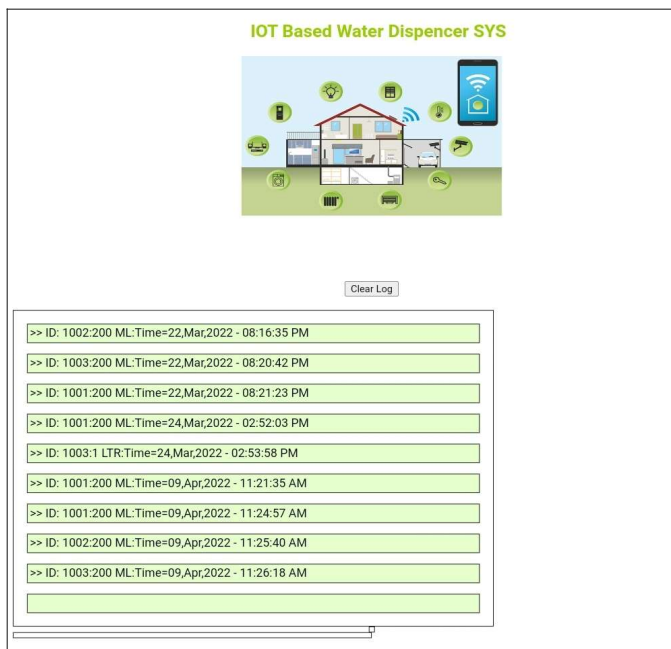 IOT Based Water Dispencer SYS
Clear Log
>> ID: 1002:200 ML:Time=22,Mar,2022 - 08:16:35 PM
>> ID: 1003:200 ML:Time=22,Mar,2022 - 08:20:42 PM
>> ID: 1001:200 ML:Time=22,Mar,2022 - 08:21:23 PM
>> ID: 1001:200 ML:Time=24,Mar,2022 - 02:52:03 PM
>> ID: 1003:1 LTR:Time=24,Mar,2022 - 02:53:58 PM
>> ID: 1001:200 ML:Time=09,Apr,2022 - 11:21:35 AM
>> ID: 1001:200 ML:Time=09,Apr,2022 - 11:24:57 AM
>> ID: 1002:200 ML:Time=09,Apr,2022 - 11:25:40 AM
>> ID: 1003:200 ML:Time=09,Apr,2022 - 11:26:18 AM